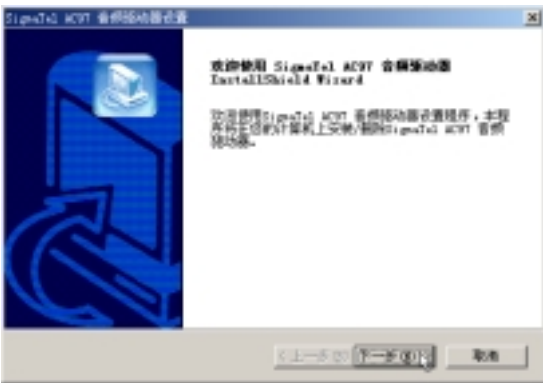 SigmaTel AC97 音频驱动器设置
欢迎使用 SigmaTel AC97 音频驱动器
InstallShield Wizard
欢迎使用SigmaTel AC97 音频驱动器设置程序，本程
序将在您的计算机上安装/删除SigmaTel AC97 音频
驱动器。
<上一步(B) 下一步(N)> 取消